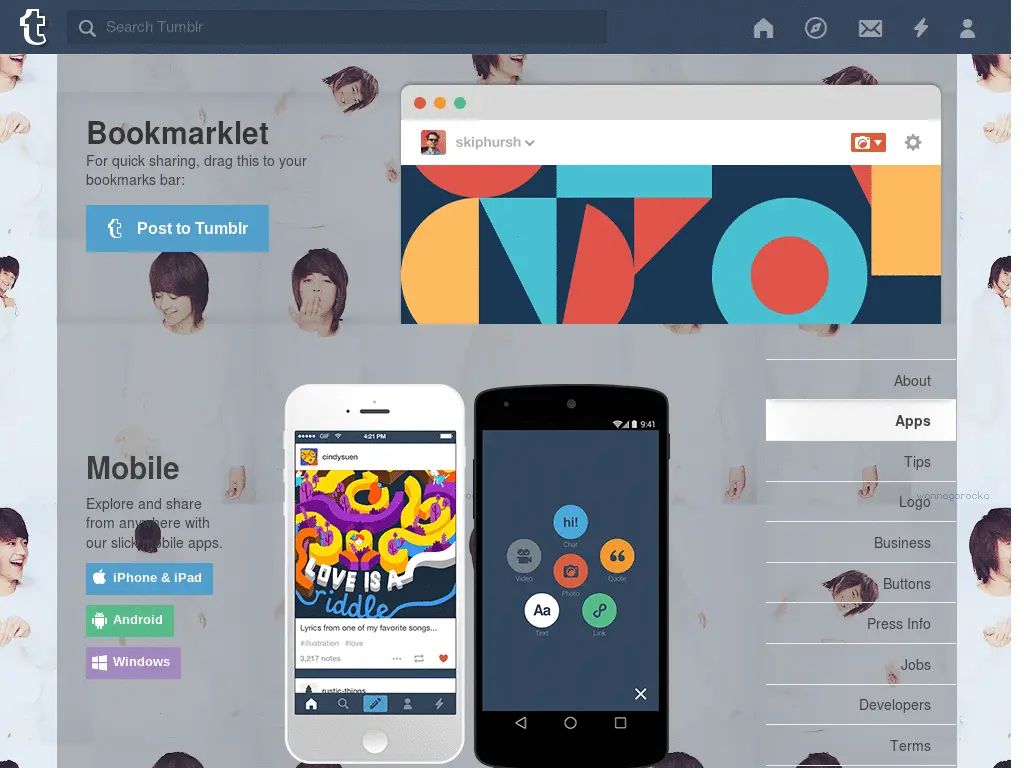 Search Tumblr
Bookmarklet
For quick sharing, drag this to your
bookmarks bar:
Post to Tumblr
skiphursh
Mobile
Explore and share
from anywhere with
our slick mobile apps.
iPhone & iPad
Android
Windows
GIF
4:21 PM
cindysuen
LOVE IS A
riddle
Lyrics from one of my favorite songs...
#illustration #love
3,217 notes
rustic-things
9:41
hi!
Chat
Video
Quote
Photo
Aa
Text
Link
About
Apps
Tips
Logo
wannagorocka
Business
Buttons
Press Info
Jobs
Developers
Terms